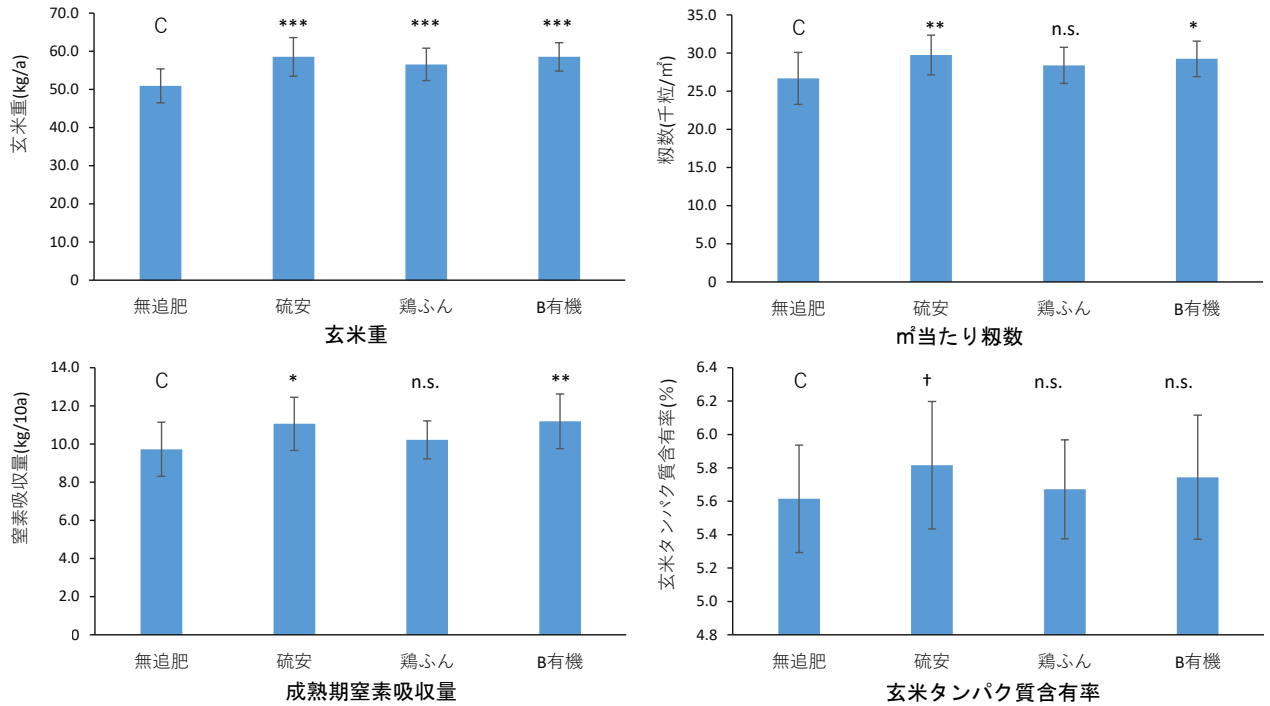 玄米重(kg/a)
70.0
60.0
50.0
40.0
30.0
20.0
10.0
0
C
***
***
***
無追肥
硫安
鶏ふん
B有機
玄米重
籾数(千粒/㎡)
35.0
30.0
25.0
20.0
15.0
10.0
5.0
0
C
**
n.s.
*
無追肥
硫安
鶏ふん
B有機
㎡当たり籾数
窒素吸収量(kg/10a)
14.0
12.0
10.0
8.0
6.0
4.0
2.0
0
C
*
n.s.
**
無追肥
硫安
鶏ふん
B有機
成熟期窒素吸収量
玄米タンパク質含有率(%)
6.4
6.2
6.0
5.8
5.6
5.4
5.2
5.0
4.8
C
†
n.s.
n.s.
無追肥
硫安
鶏ふん
B有機
玄米タンパク質含有率